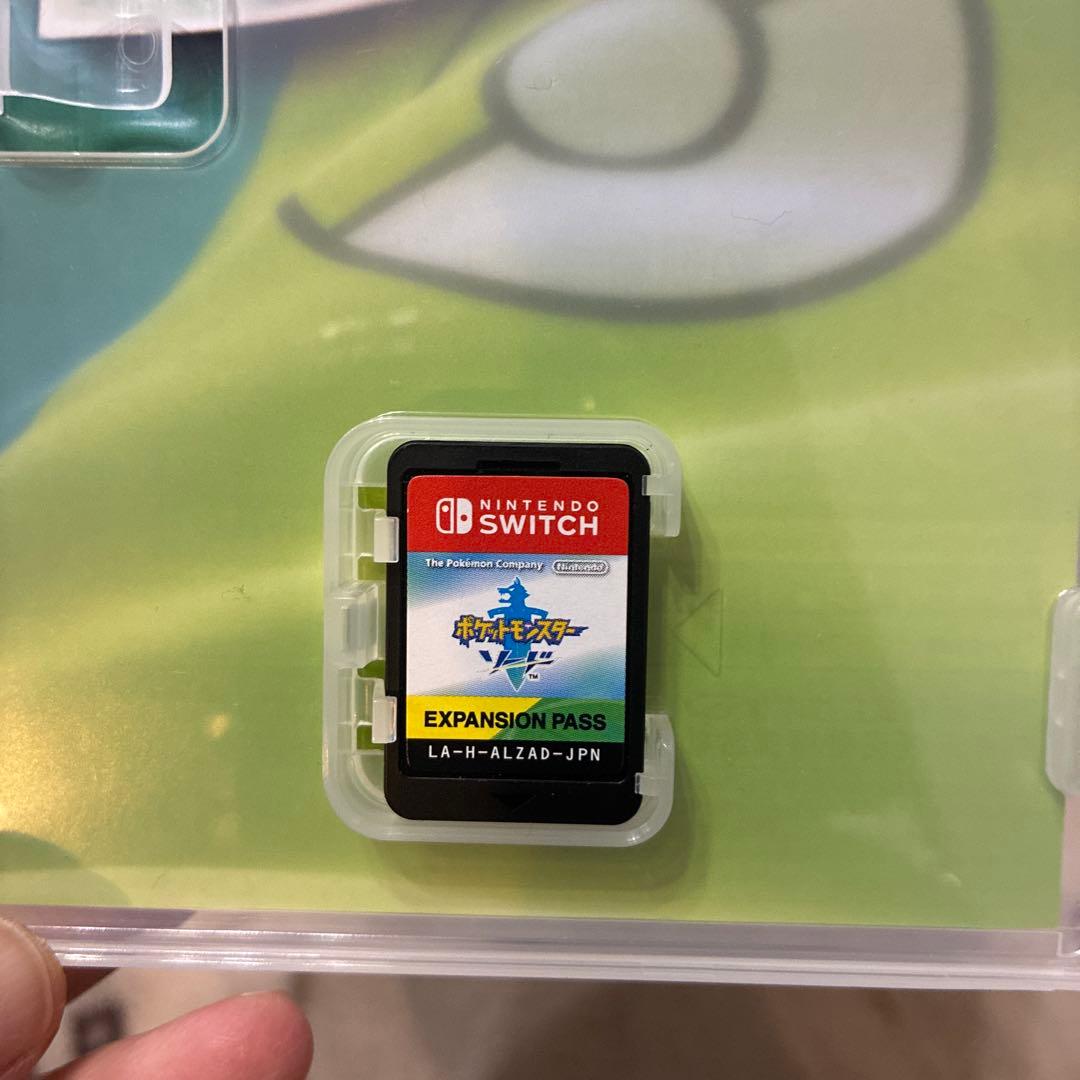 NINTENDO
SWITCH
The Pokémon Company Nintendo
ポケットモンスター
ソード TM
EXPANSION PASS
LA-H-ALZAD-JPN